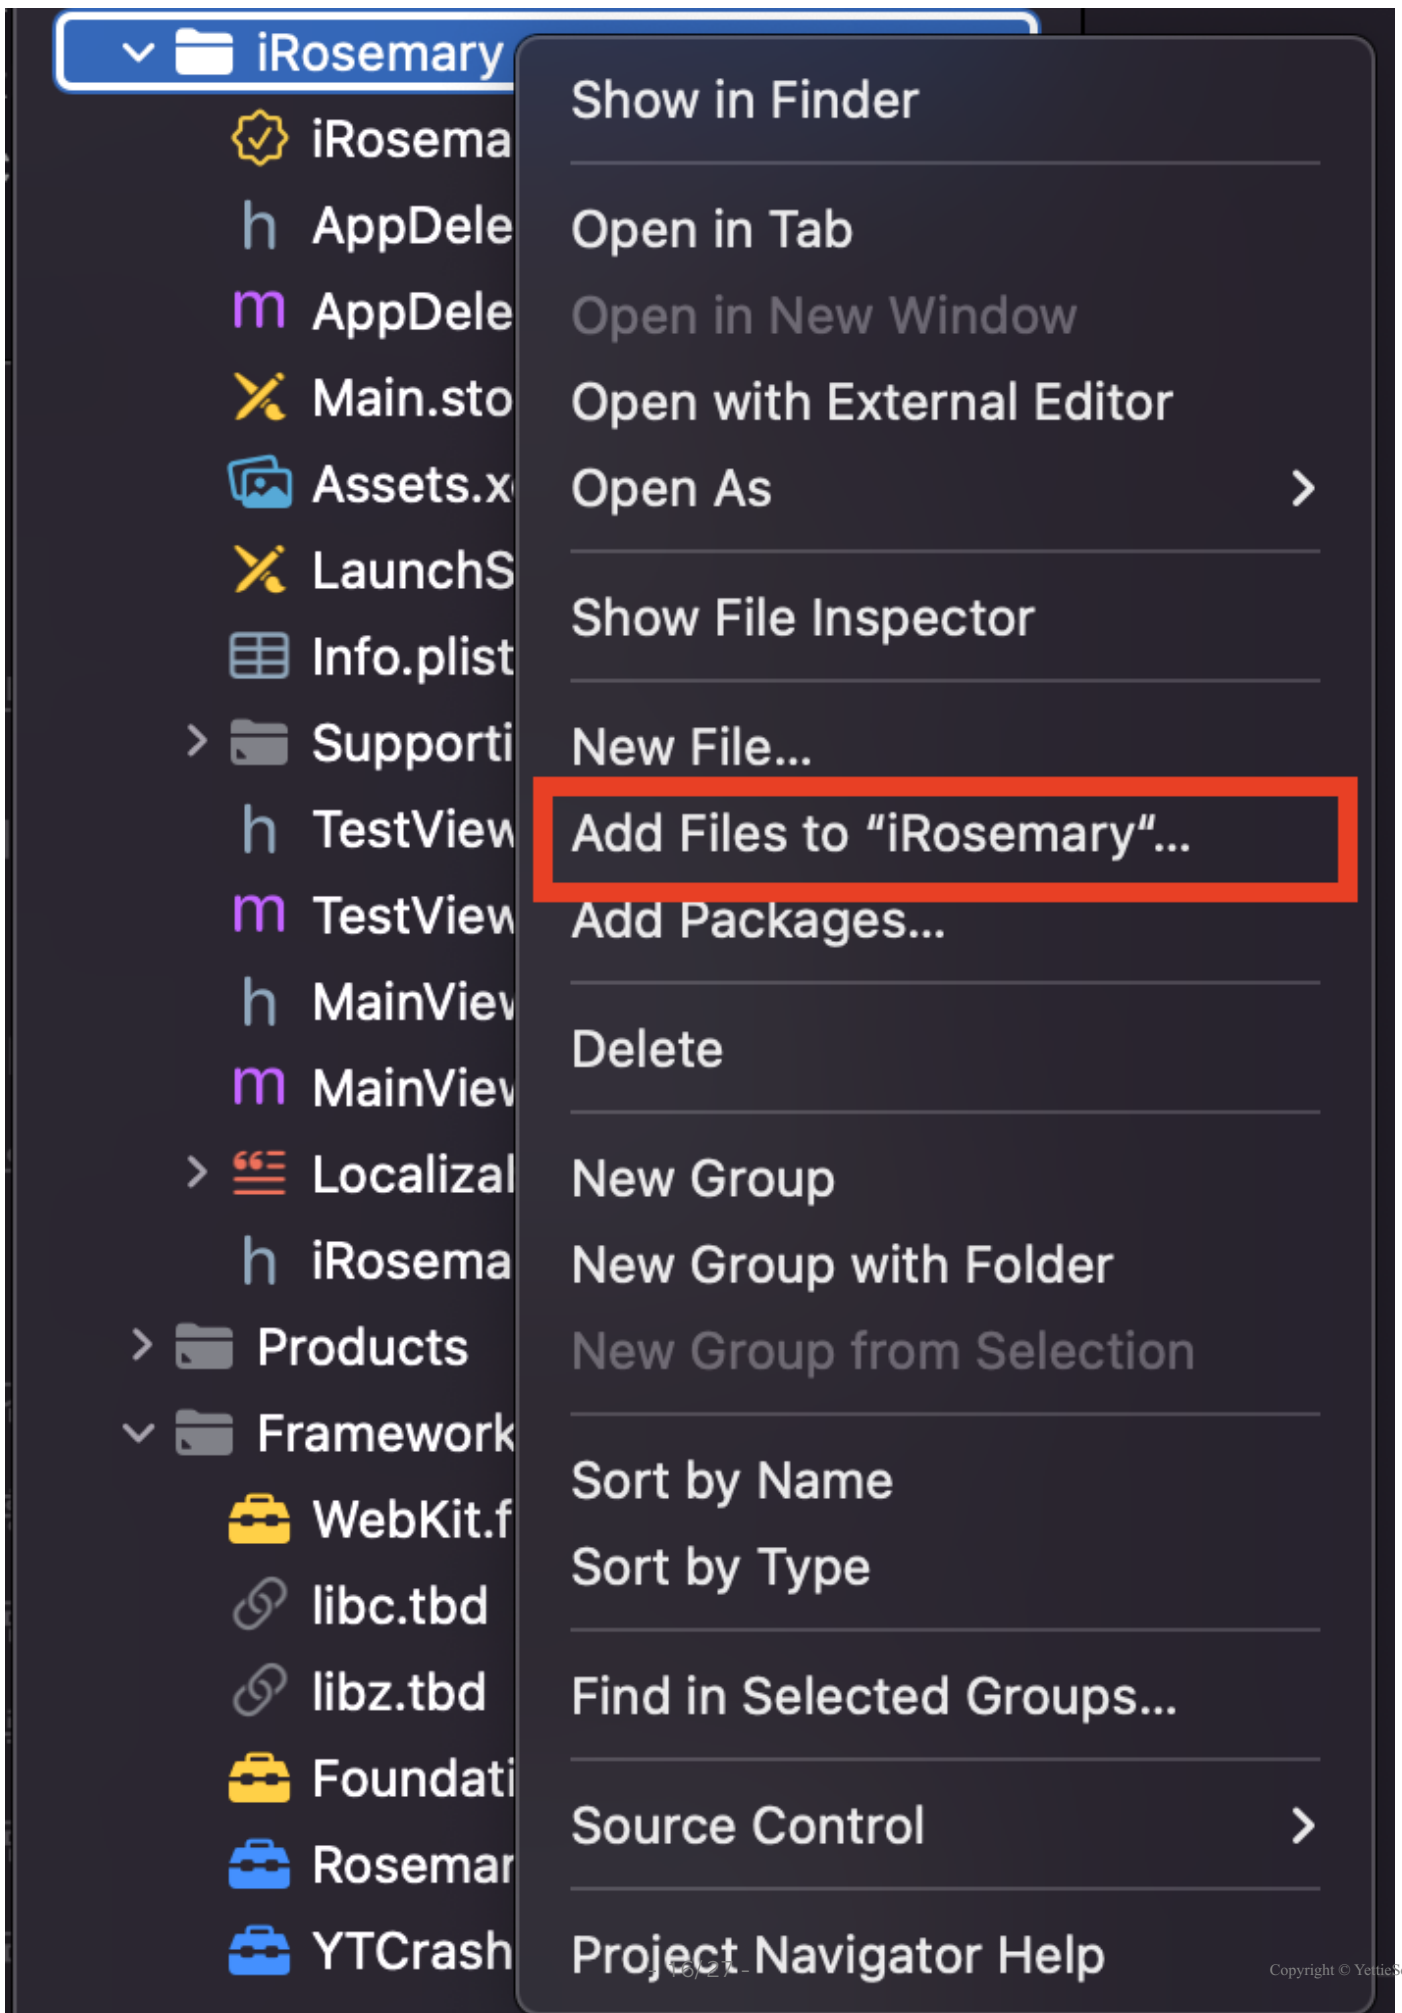 iRosemary
iRosema
AppDele
AppDele
Main.sto
Assets.x
LaunchS
Info.plist
Supporti
TestView
TestView
MainView
MainView
Localizal
iRosema
Products
Framework
WebKit.f
libc.tbd
libz.tbd
Foundati
Rosemar
YTCrash
Show in Finder
Open in Tab
Open in New Window
Open with External Editor
Open As
Show File Inspector
New File...
Add Files to “iRosemary“...
Add Packages...
Delete
New Group
New Group with Folder
New Group from Selection
Sort by Name
Sort by Type
Find in Selected Groups...
Source Control
Project Navigator Help
- 16/27 -
Copyright © YettieS